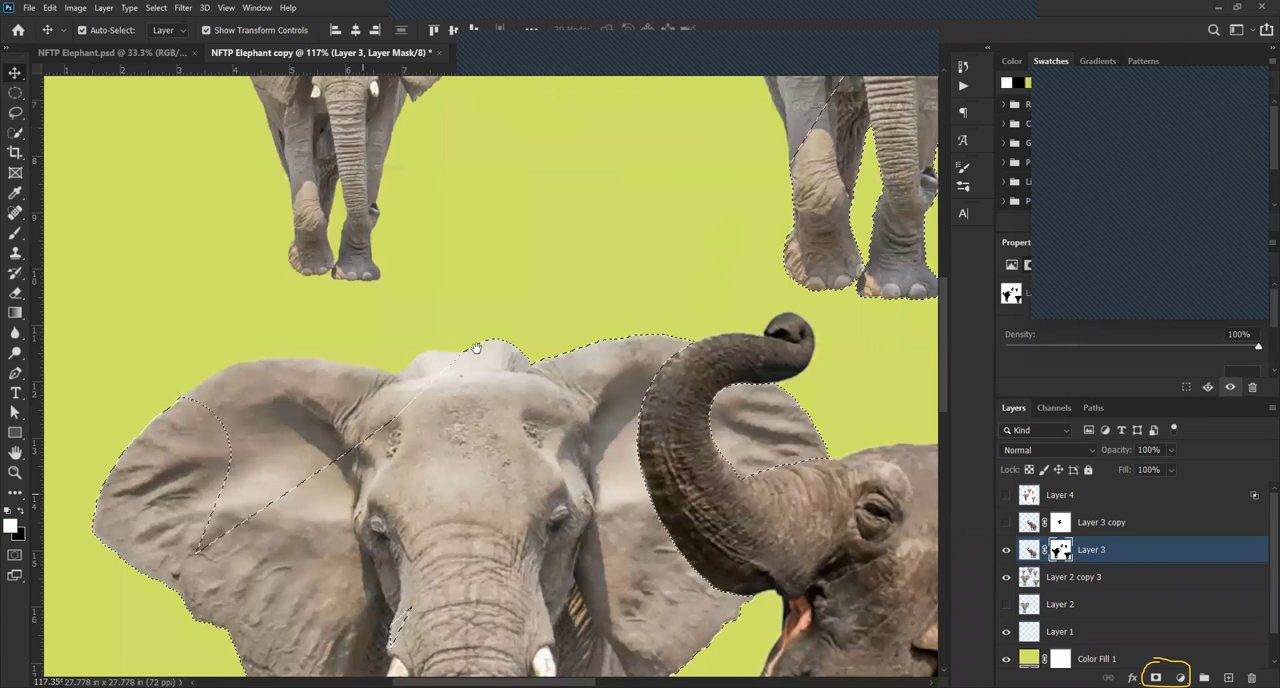 File Edit Image Layer Type Select Filter 3D View Window Help
Auto-Select: Layer Show Transform Controls
NFTP Elephant.psd @ 33.3% (RGB/... × NFTP Elephant copy @ 117% (Layer 3, Layer Mask/8) * ×
Color Swatches Gradients Patterns
Density: 100%
Layers Channels Paths
Kind
Normal Opacity: 100%
Lock: Fill: 100%
Layer 4
Layer 3 copy
Layer 3
Layer 2 copy 3
Layer 2
Layer 1
Color Fill 1
fx
27.778 in x 27.778 in (72 ppi)